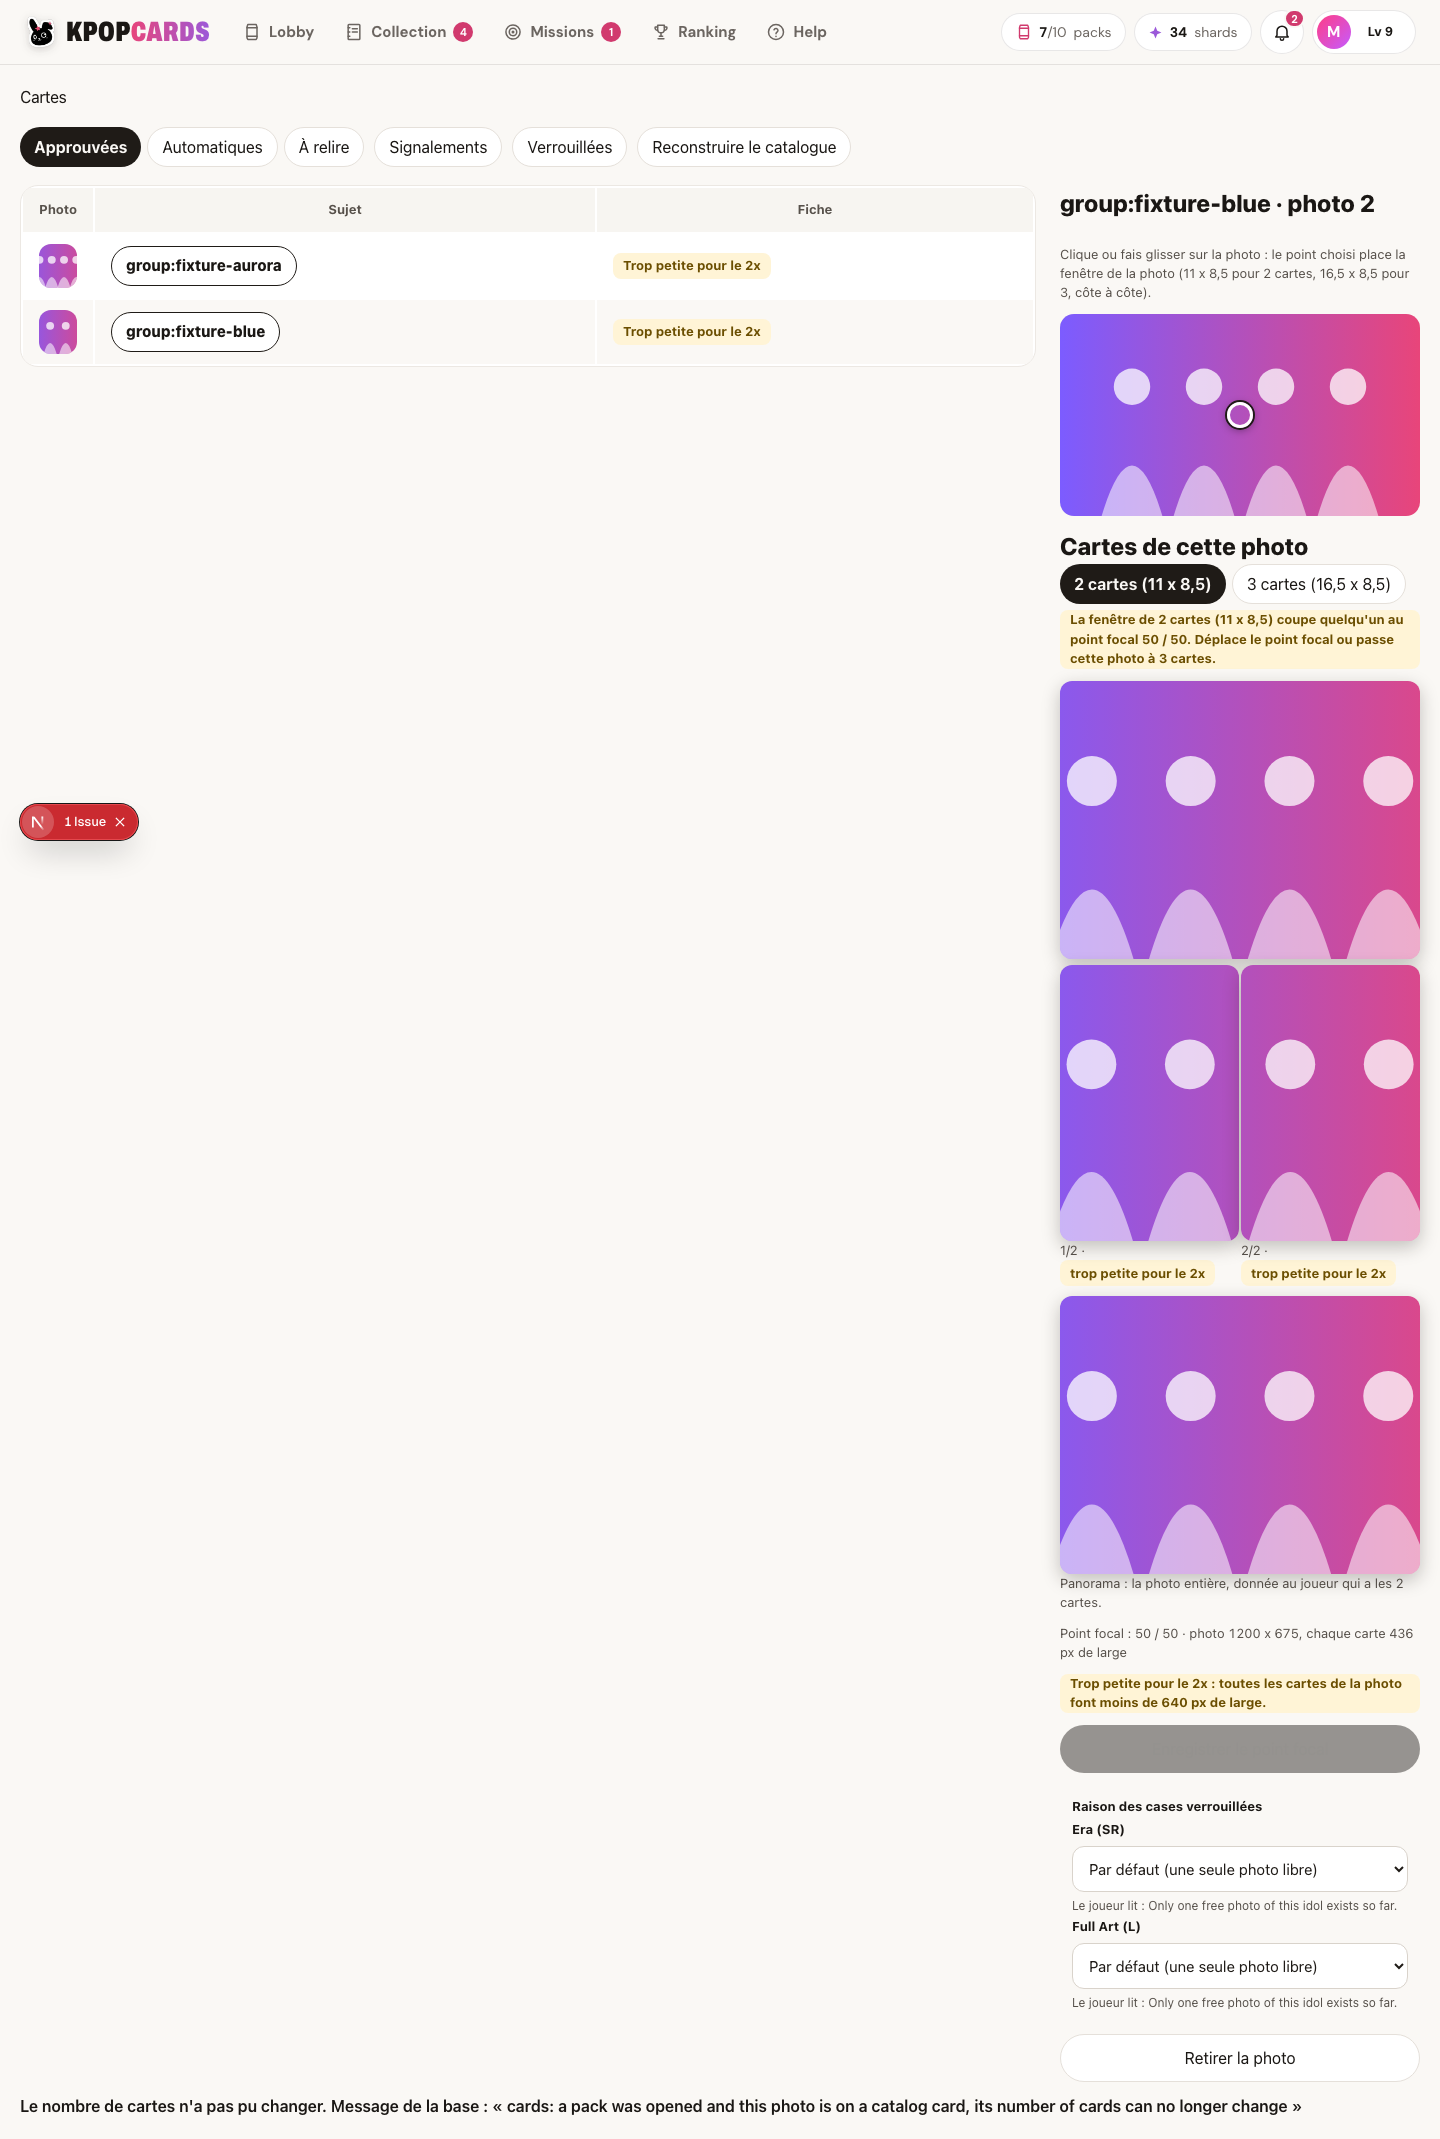 KPOPCARDS
Lobby
Collection 4
Missions 1
Ranking
Help
7/10 packs
34 shards
2
M
Lv 9
Cartes
Approuvées
Automatiques
À relire
Signalements
Verrouillées
Reconstruire le catalogue
Photo
Sujet
Fiche
group:fixture-aurora
Trop petite pour le 2x
group:fixture-blue
Trop petite pour le 2x
1 Issue
group:fixture-blue · photo 2
Clique ou fais glisser sur la photo : le point choisi place la
fenêtre de la photo (11 x 8,5 pour 2 cartes, 16,5 x 8,5 pour
3, côte à côte).
Cartes de cette photo
2 cartes (11 x 8,5)
3 cartes (16,5 x 8,5)
La fenêtre de 2 cartes (11 x 8,5) coupe quelqu'un au
point focal 50 / 50. Déplace le point focal ou passe
cette photo à 3 cartes.
1/2 ·
trop petite pour le 2x
2/2 ·
trop petite pour le 2x
Panorama : la photo entière, donnée au joueur qui a les 2
cartes.
Point focal : 50 / 50 · photo 1200 x 675, chaque carte 436
px de large
Trop petite pour le 2x : toutes les cartes de la photo
font moins de 640 px de large.
Raison des cases verrouillées
Era (SR)
Par défaut (une seule photo libre)
Le joueur lit : Only one free photo of this idol exists so far.
Full Art (L)
Par défaut (une seule photo libre)
Le joueur lit : Only one free photo of this idol exists so far.
Retirer la photo
Le nombre de cartes n'a pas pu changer. Message de la base : « cards: a pack was opened and this photo is on a catalog card, its number of cards can no longer change »